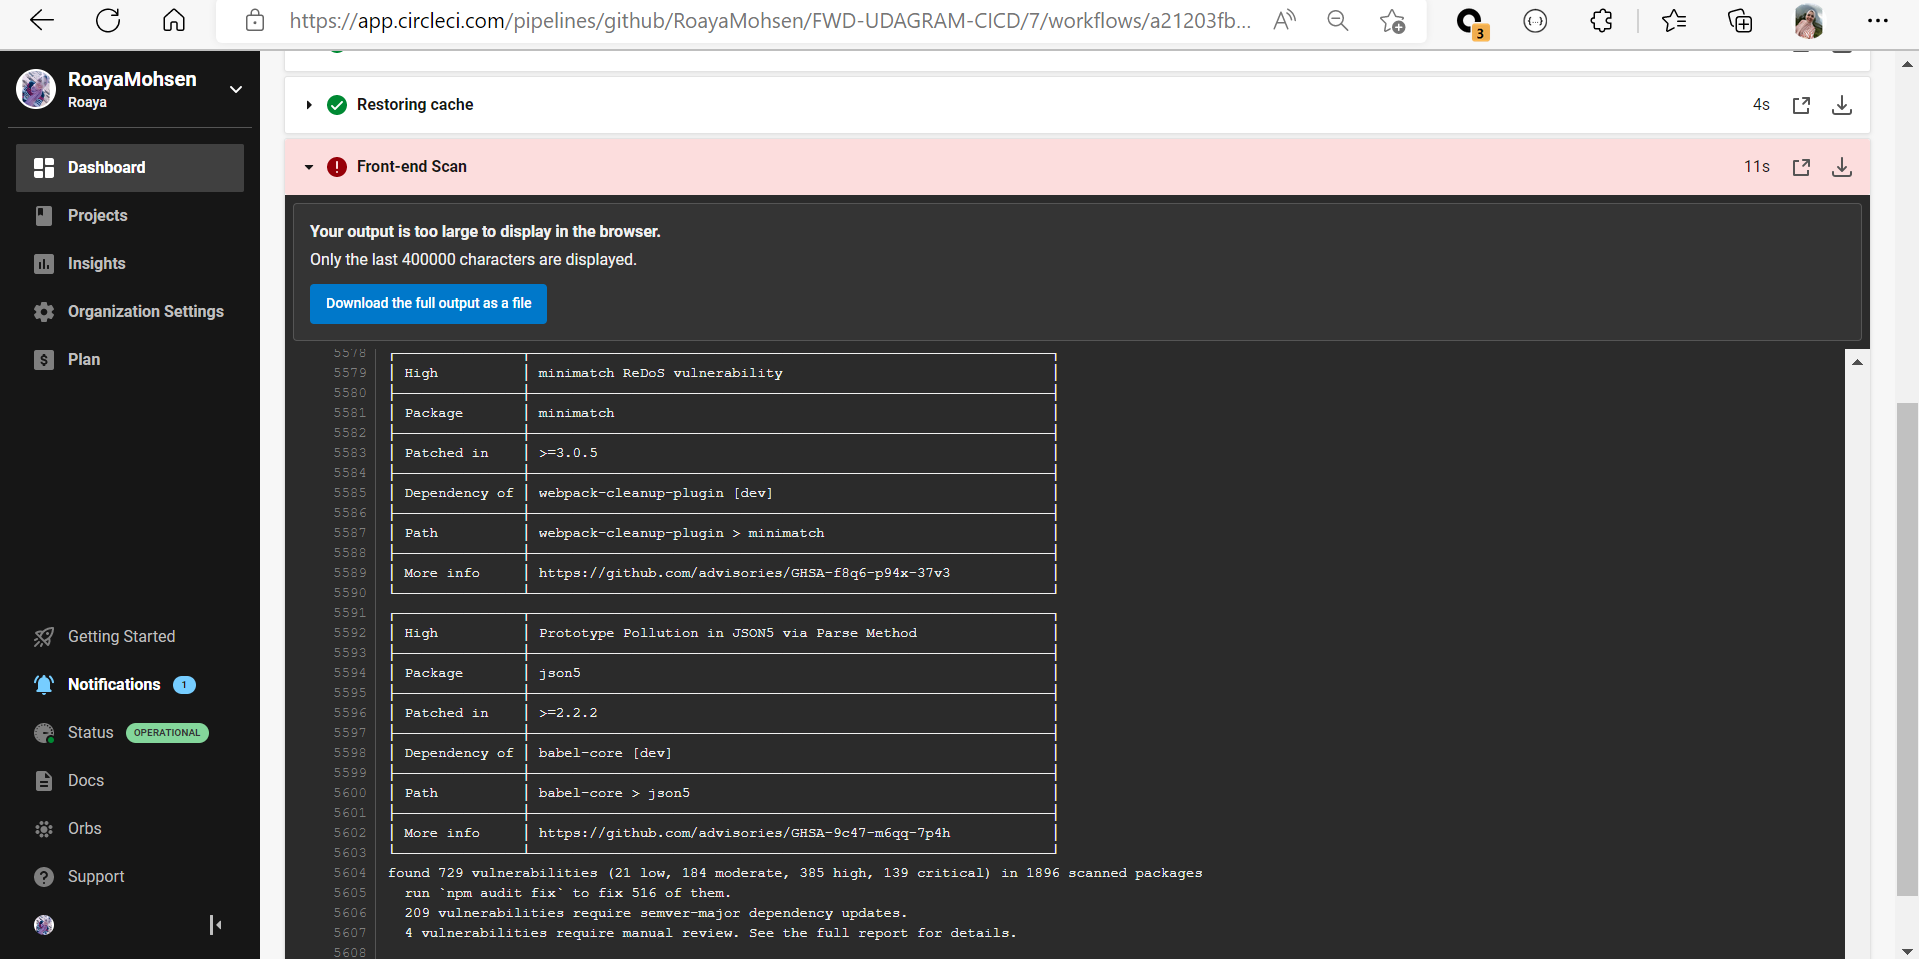 https://app.circleci.com/pipelines/github/RoayaMohsen/FWD-UDAGRAM-CICD/7/workflows/a21203fb...
3
RoayaMohsen
Roaya
Dashboard
Projects
Insights
Organization Settings
Plan
Getting Started
Notifications 1
Status OPERATIONAL
Docs
Orbs
Support
Restoring cache 4s
Front-end Scan 11s
Your output is too large to display in the browser.
Only the last 400000 characters are displayed.
Download the full output as a file
5578
5579 High minimatch ReDoS vulnerability
5580
5581 Package minimatch
5582
5583 Patched in >=3.0.5
5584
5585 Dependency of webpack-cleanup-plugin [dev]
5586
5587 Path webpack-cleanup-plugin > minimatch
5588
5589 More info https://github.com/advisories/GHSA-f8q6-p94x-37v3
5590
5591
5592 High Prototype Pollution in JSON5 via Parse Method
5593
5594 Package json5
5595
5596 Patched in >=2.2.2
5597
5598 Dependency of babel-core [dev]
5599
5600 Path babel-core > json5
5601
5602 More info https://github.com/advisories/GHSA-9c47-m6qq-7p4h
5603
5604 found 729 vulnerabilities (21 low, 184 moderate, 385 high, 139 critical) in 1896 scanned packages
5605 run `npm audit fix` to fix 516 of them.
5606 209 vulnerabilities require semver-major dependency updates.
5607 4 vulnerabilities require manual review. See the full report for details.
5608